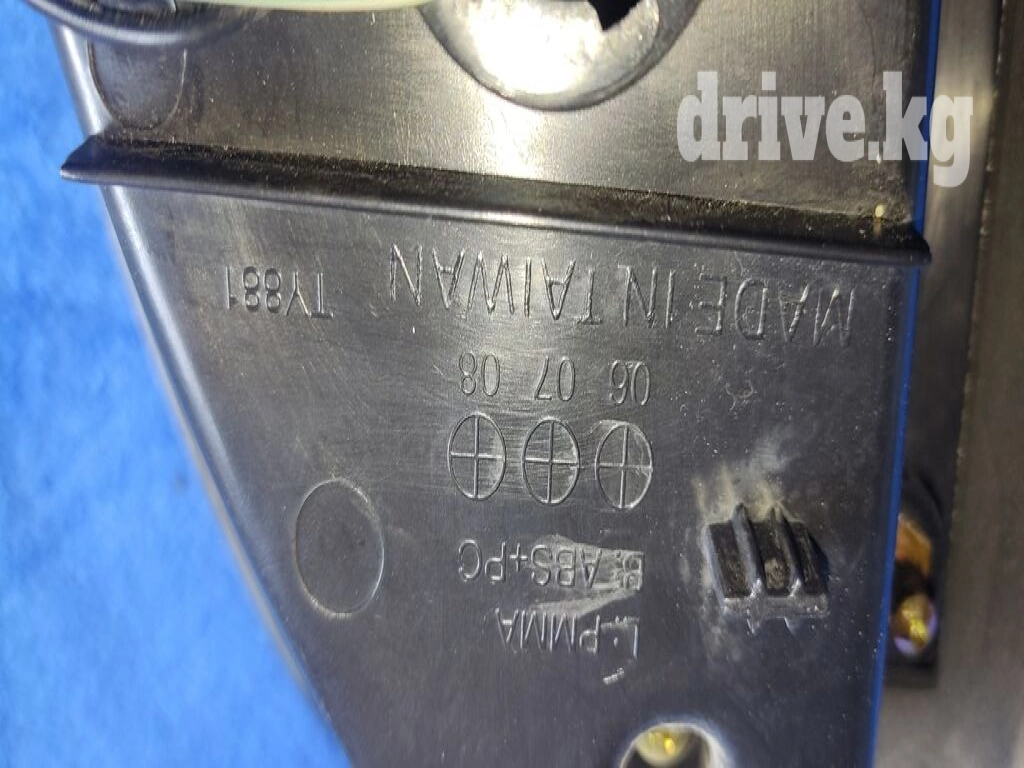 drive.kg
L:PMMA
B:ABS+PC
06 07 08
MADE IN TAIWAN TY881